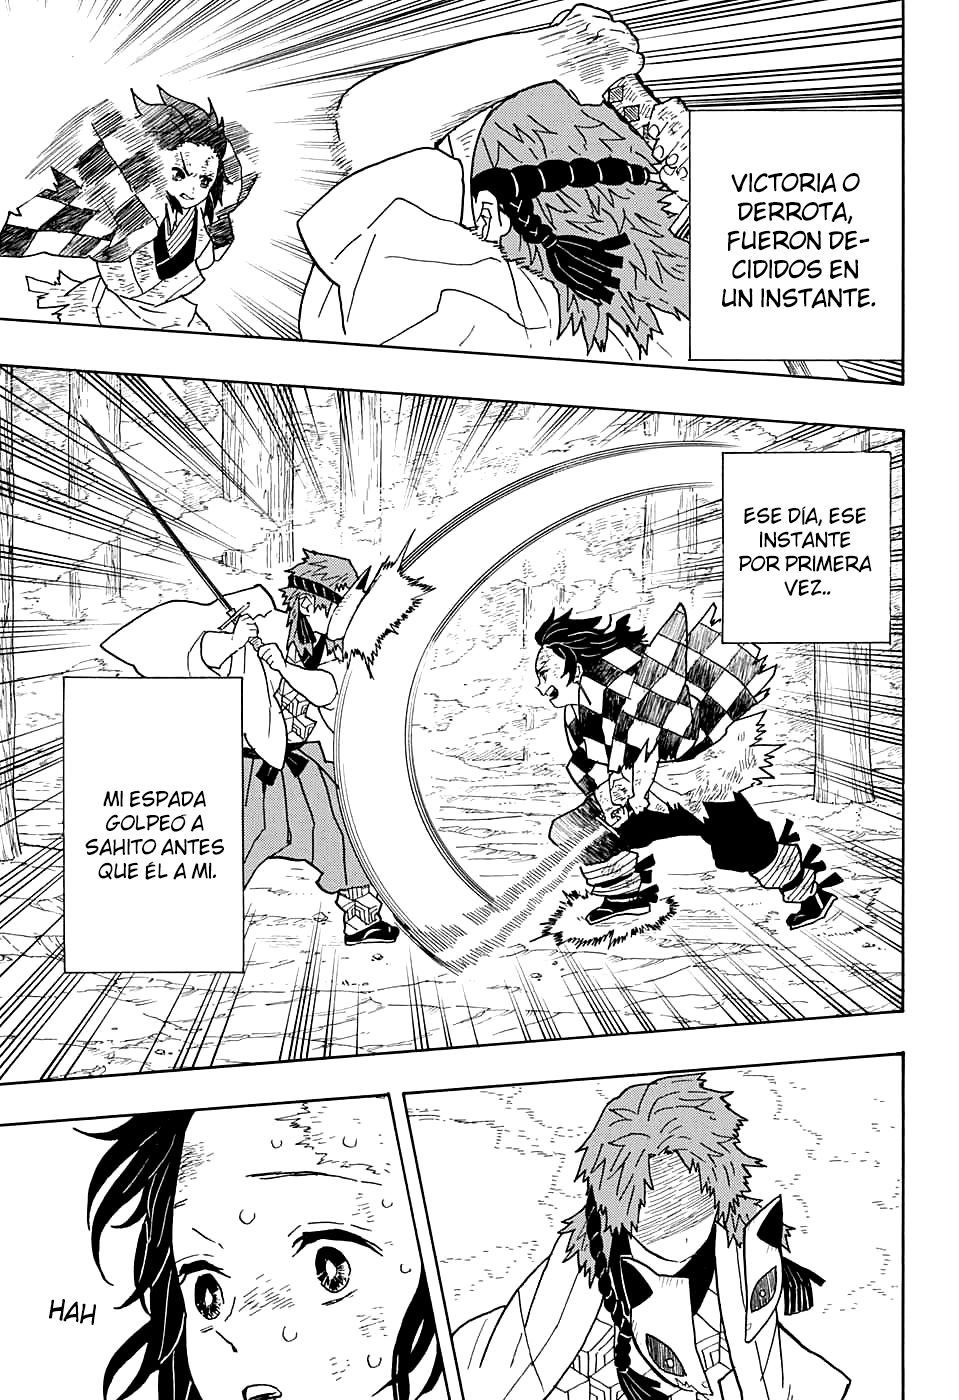 VICTORIA O
DERROTA,
FUERON DE-
CIDIDOS EN
UN INSTANTE.
ESE DÍA, ESE
INSTANTE
POR PRIMERA
VEZ..
MI ESPADA
GOLPEÓ A
SAHITO ANTES
QUE ÉL A MI.
HAH